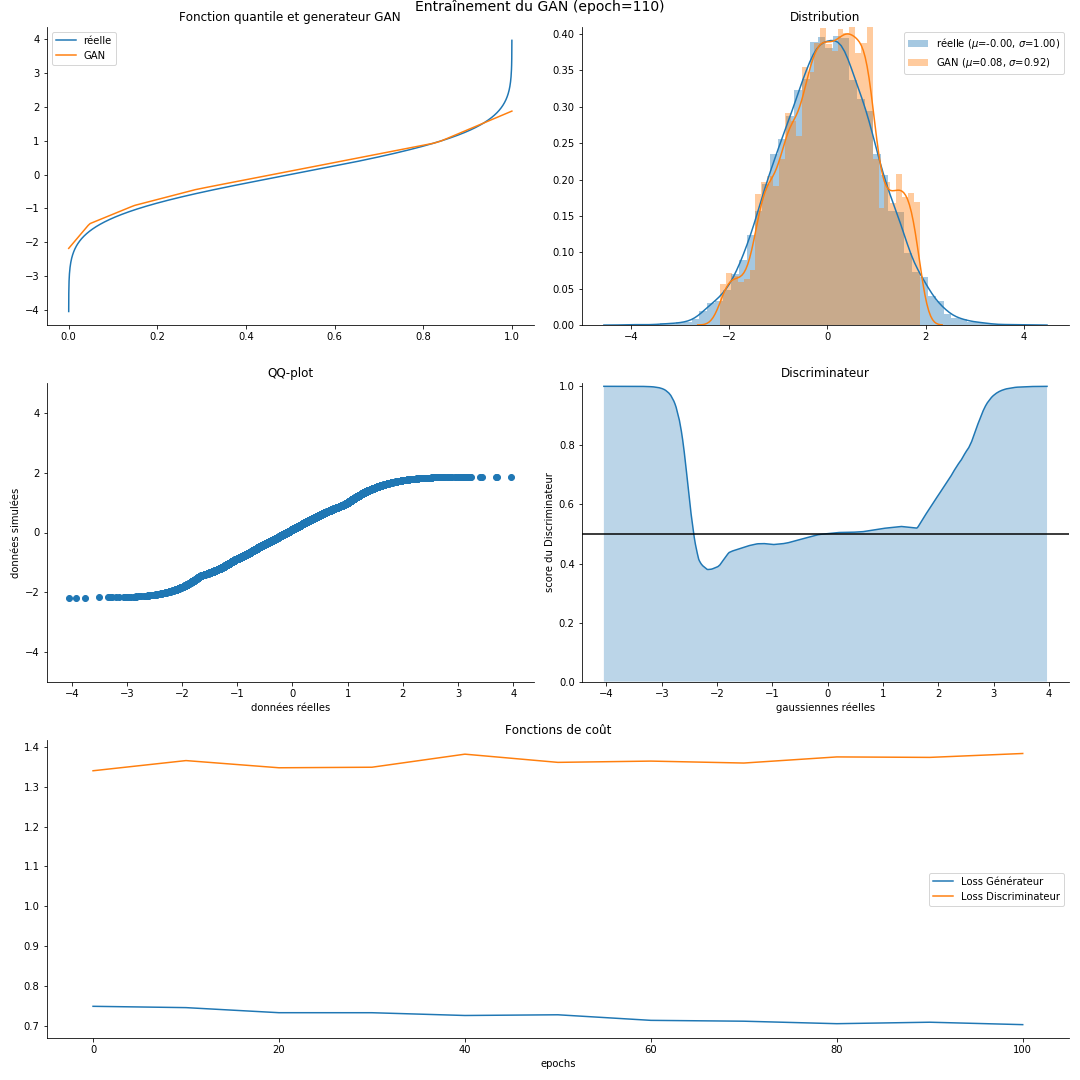 Entraînement du GAN (epoch=110)
Fonction quantile et generateur GAN
réelle
GAN
4
3
2
1
0
−1
−2
−3
−4
0.0 0.2 0.4 0.6 0.8 1.0
Distribution
réelle (μ=-0.00, σ=1.00)
GAN (μ=0.08, σ=0.92)
0.40
0.35
0.30
0.25
0.20
0.15
0.10
0.05
0.00
−4 −2 0 2 4
QQ-plot
données simulées
4
2
0
−2
−4
−4 −3 −2 −1 0 1 2 3 4
données réelles
Discriminateur
score du Discriminateur
1.0
0.8
0.6
0.4
0.2
0.0
−4 −3 −2 −1 0 1 2 3 4
gaussiennes réelles
Fonctions de coût
1.4
1.3
1.2
1.1
1.0
0.9
0.8
0.7
Loss Générateur
Loss Discriminateur
0 20 40 60 80 100
epochs